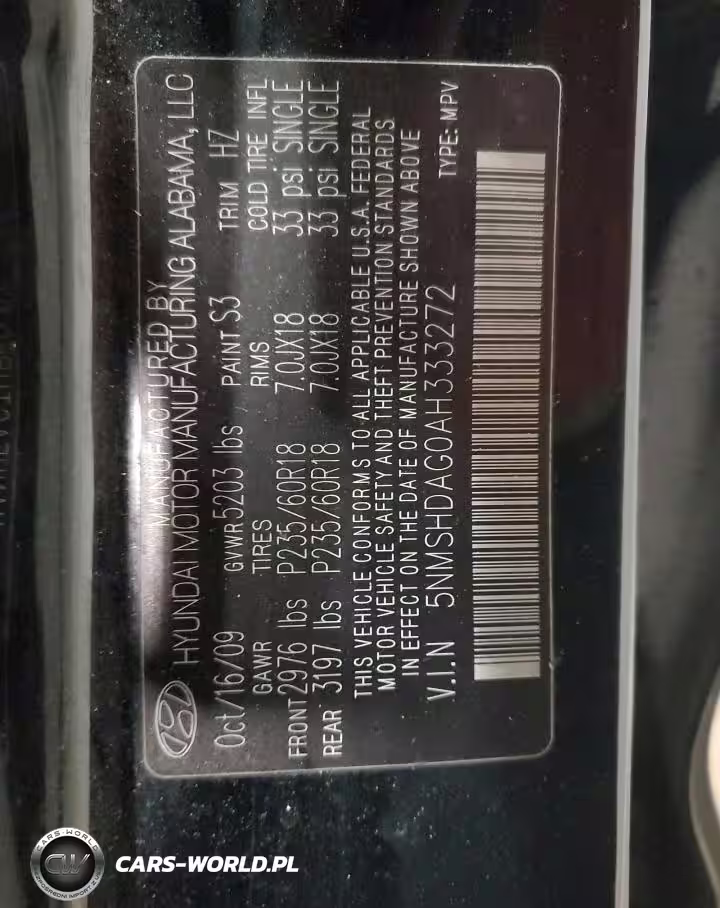 MANUFACTURED BY
HYUNDAI MOTOR MANUFACTURING ALABAMA, LLC
Oct/16/09 GVWR 5203 lbs PAINT S3 TRIM HZ
GAWR TIRES RIMS COLD TIRE INFL
FRONT 2976 lbs P235/60R18 7.0JX18 33 psi SINGLE
REAR 3197 lbs P235/60R18 7.0JX18 33 psi SINGLE
THIS VEHICLE CONFORMS TO ALL APPLICABLE U.S.A. FEDERAL
MOTOR VEHICLE SAFETY AND THEFT PREVENTION STANDARDS
IN EFFECT ON THE DATE OF MANUFACTURE SHOWN ABOVE
V.I.N 5NMSHDAG0AH333272 TYPE: MPV
CARS-WORLD
CW
CARS-WORLD.PL